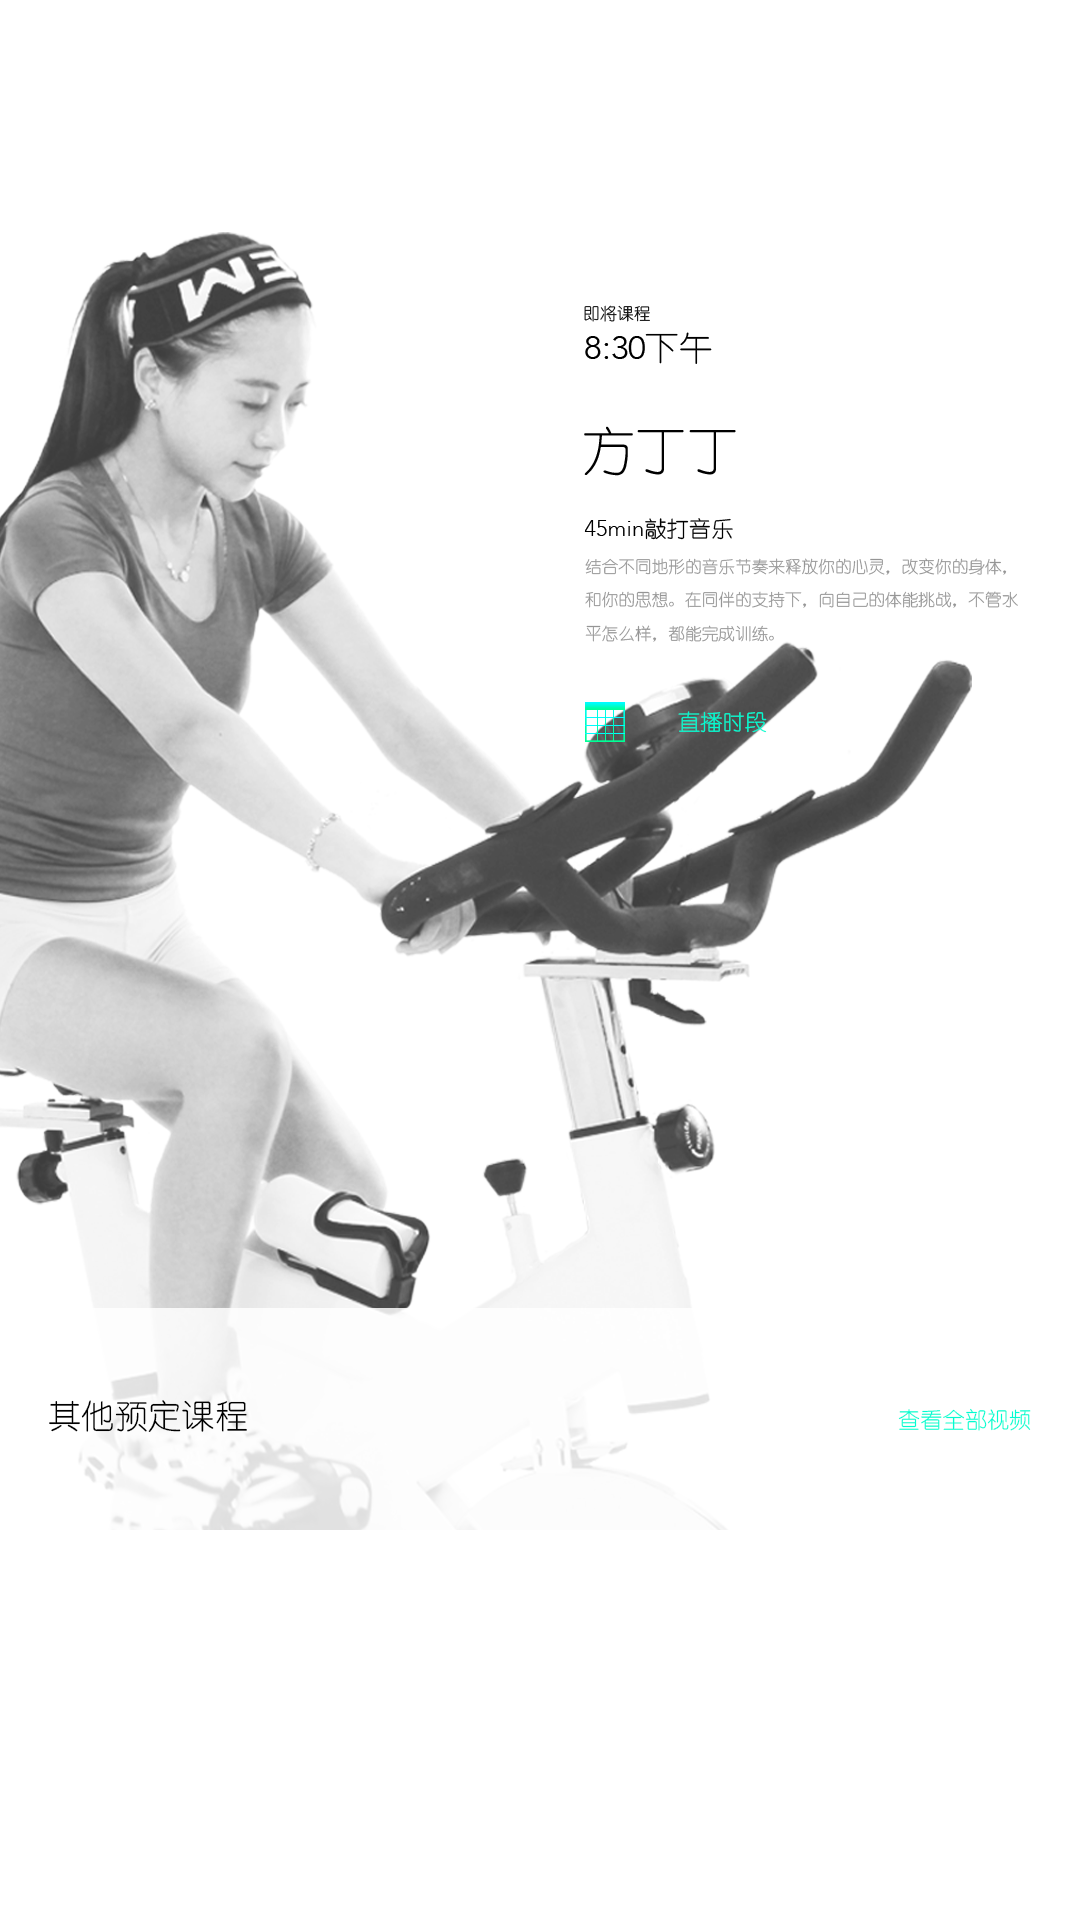 即将课程
8:30下午
方丁丁
45min敲打音乐
结合不同地形的音乐节奏来释放你的心灵，改变你的身体，
和你的思想。在同伴的支持下，向自己的体能挑战，不管水
平怎么样，都能完成训练。
直播时段
其他预定课程
查看全部视频